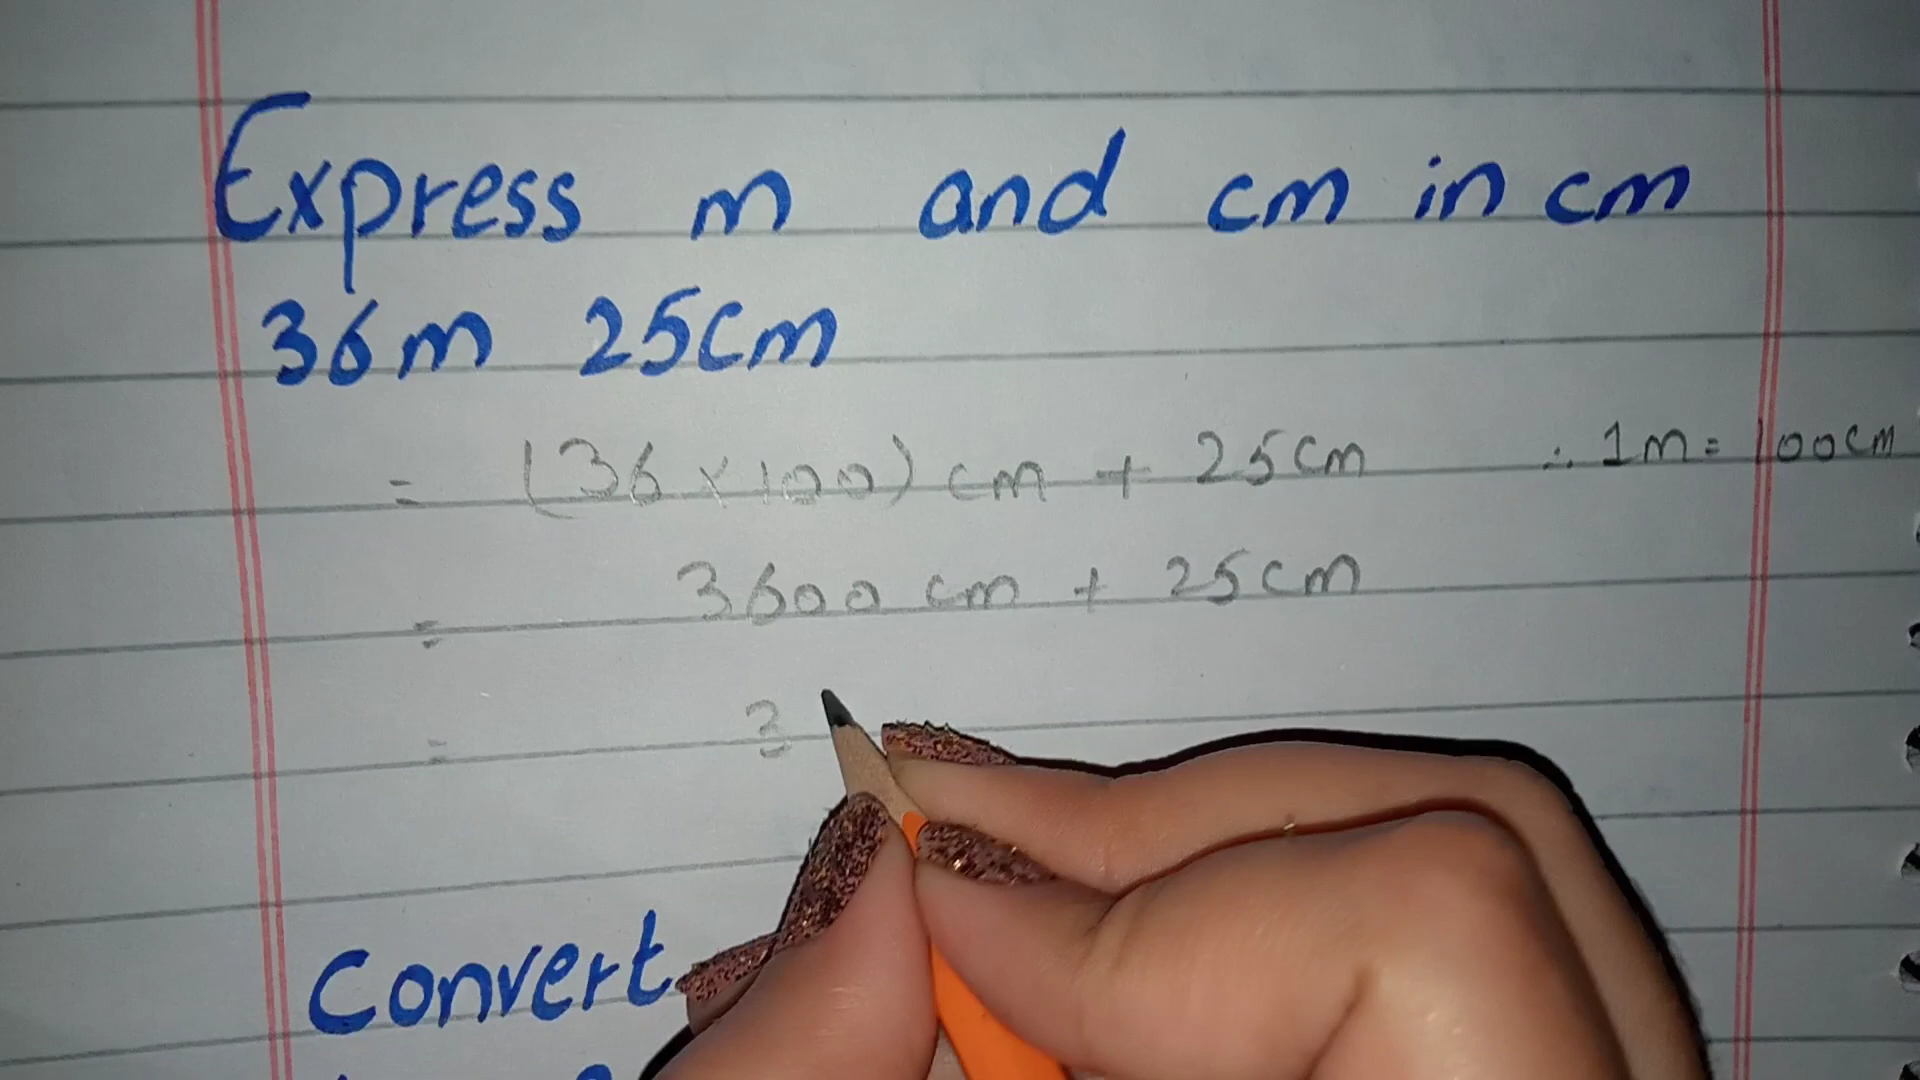 Express m and cm in cm
36m 25cm
= (36 × 100) cm + 25cm ∴ 1m = 100cm
= 3600 cm + 25cm
= 3
Convert